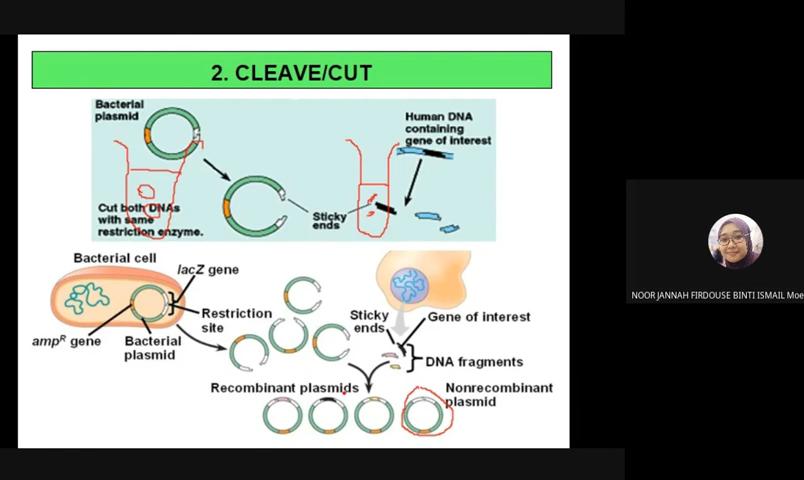 2. CLEAVE/CUT
Bacterial
plasmid
Human DNA
containing
gene of interest
Cut both DNAs
with same
restriction enzyme.
Sticky
ends
Bacterial cell
lacZ gene
Restriction
site
ampR gene
Bacterial
plasmid
Sticky
ends
Gene of interest
DNA fragments
Recombinant plasmids
Nonrecombinant
plasmid
NOOR JANNAH FIRDOUSE BINTI ISMAIL Moe